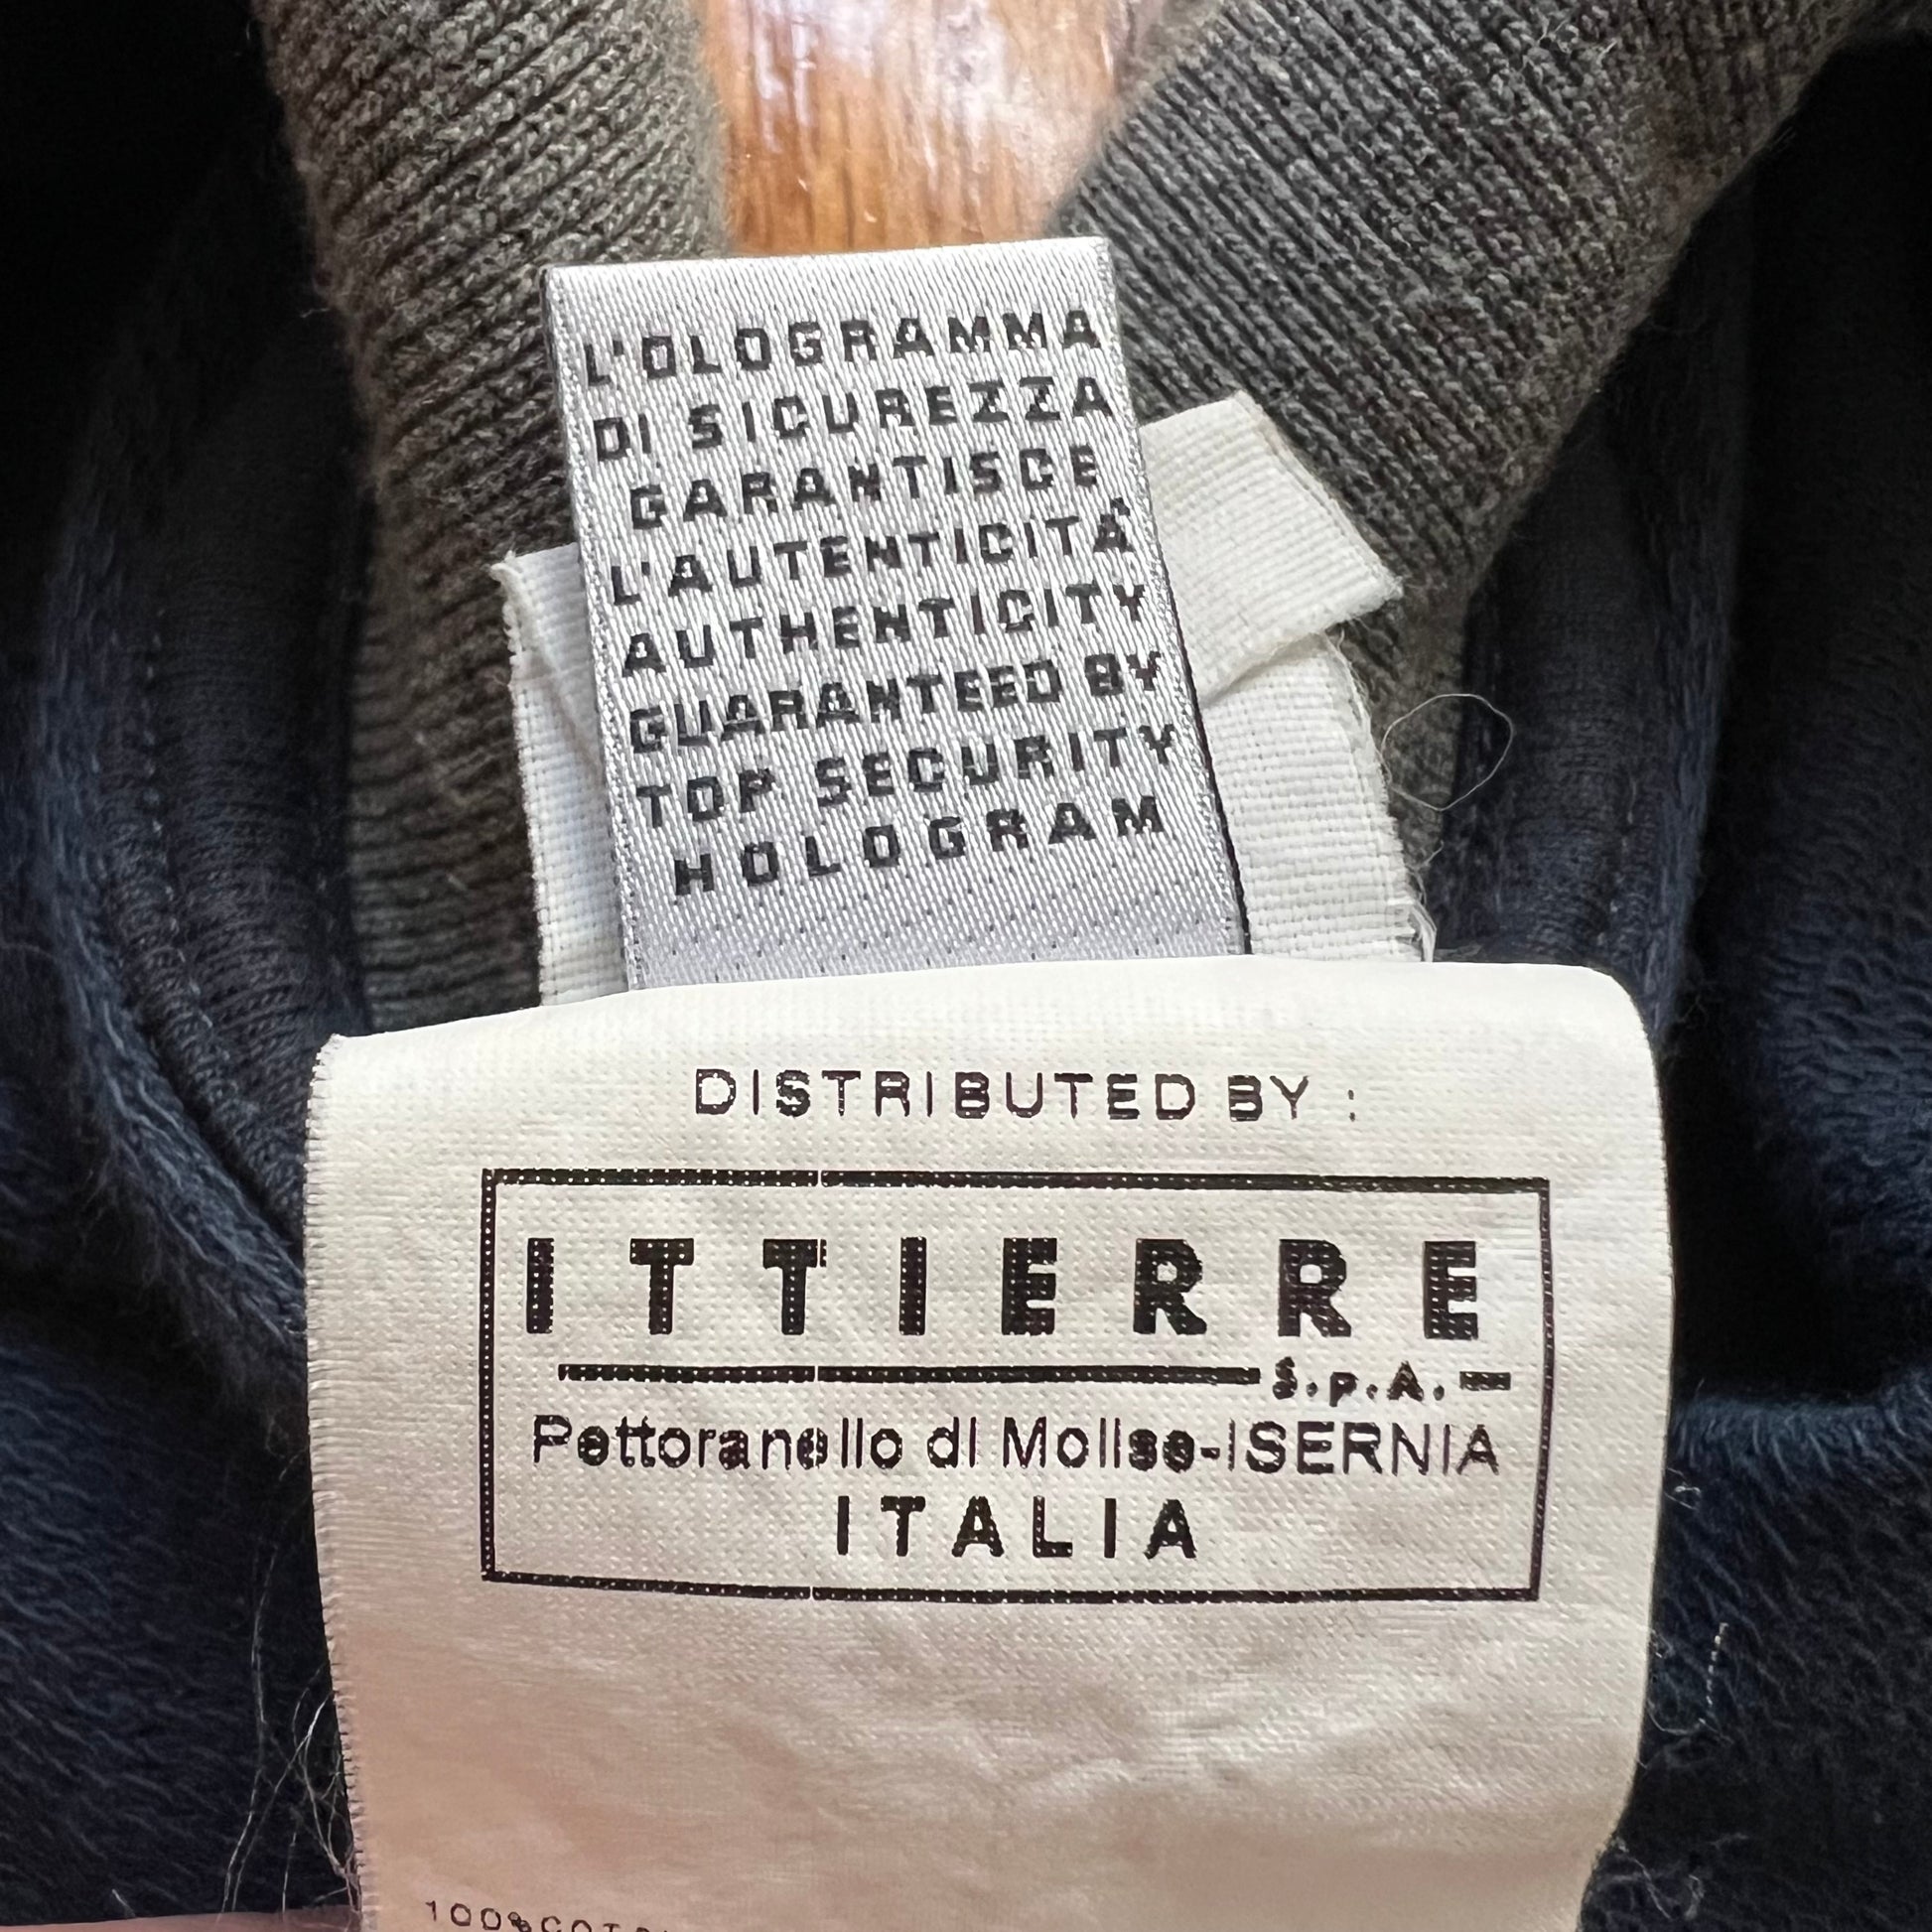 L'OLOGRAMMA
DI SICUREZZA
GARANTISCE
L'AUTENTICITÀ
AUTHENTICITY
GUARANTEED BY
TOP SECURITY
HOLOGRAM
DISTRIBUTED BY :
ITTIERRE
S.p.A.
Pettoranello di Molise-ISERNIA
ITALIA
100%